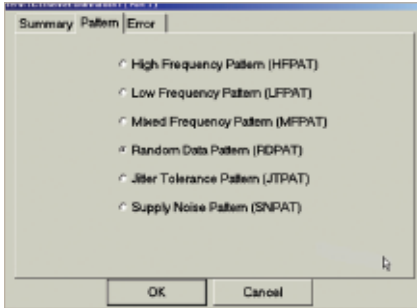 Summary Pattern Error
High Frequency Pattern (HFPAT)
Low Frequency Pattern (LFPAT)
Mixed Frequency Pattern (MFPAT)
Random Data Pattern (RDPAT)
Jitter Tolerance Pattern (JTPAT)
Supply Noise Pattern (SNPAT)
OK Cancel